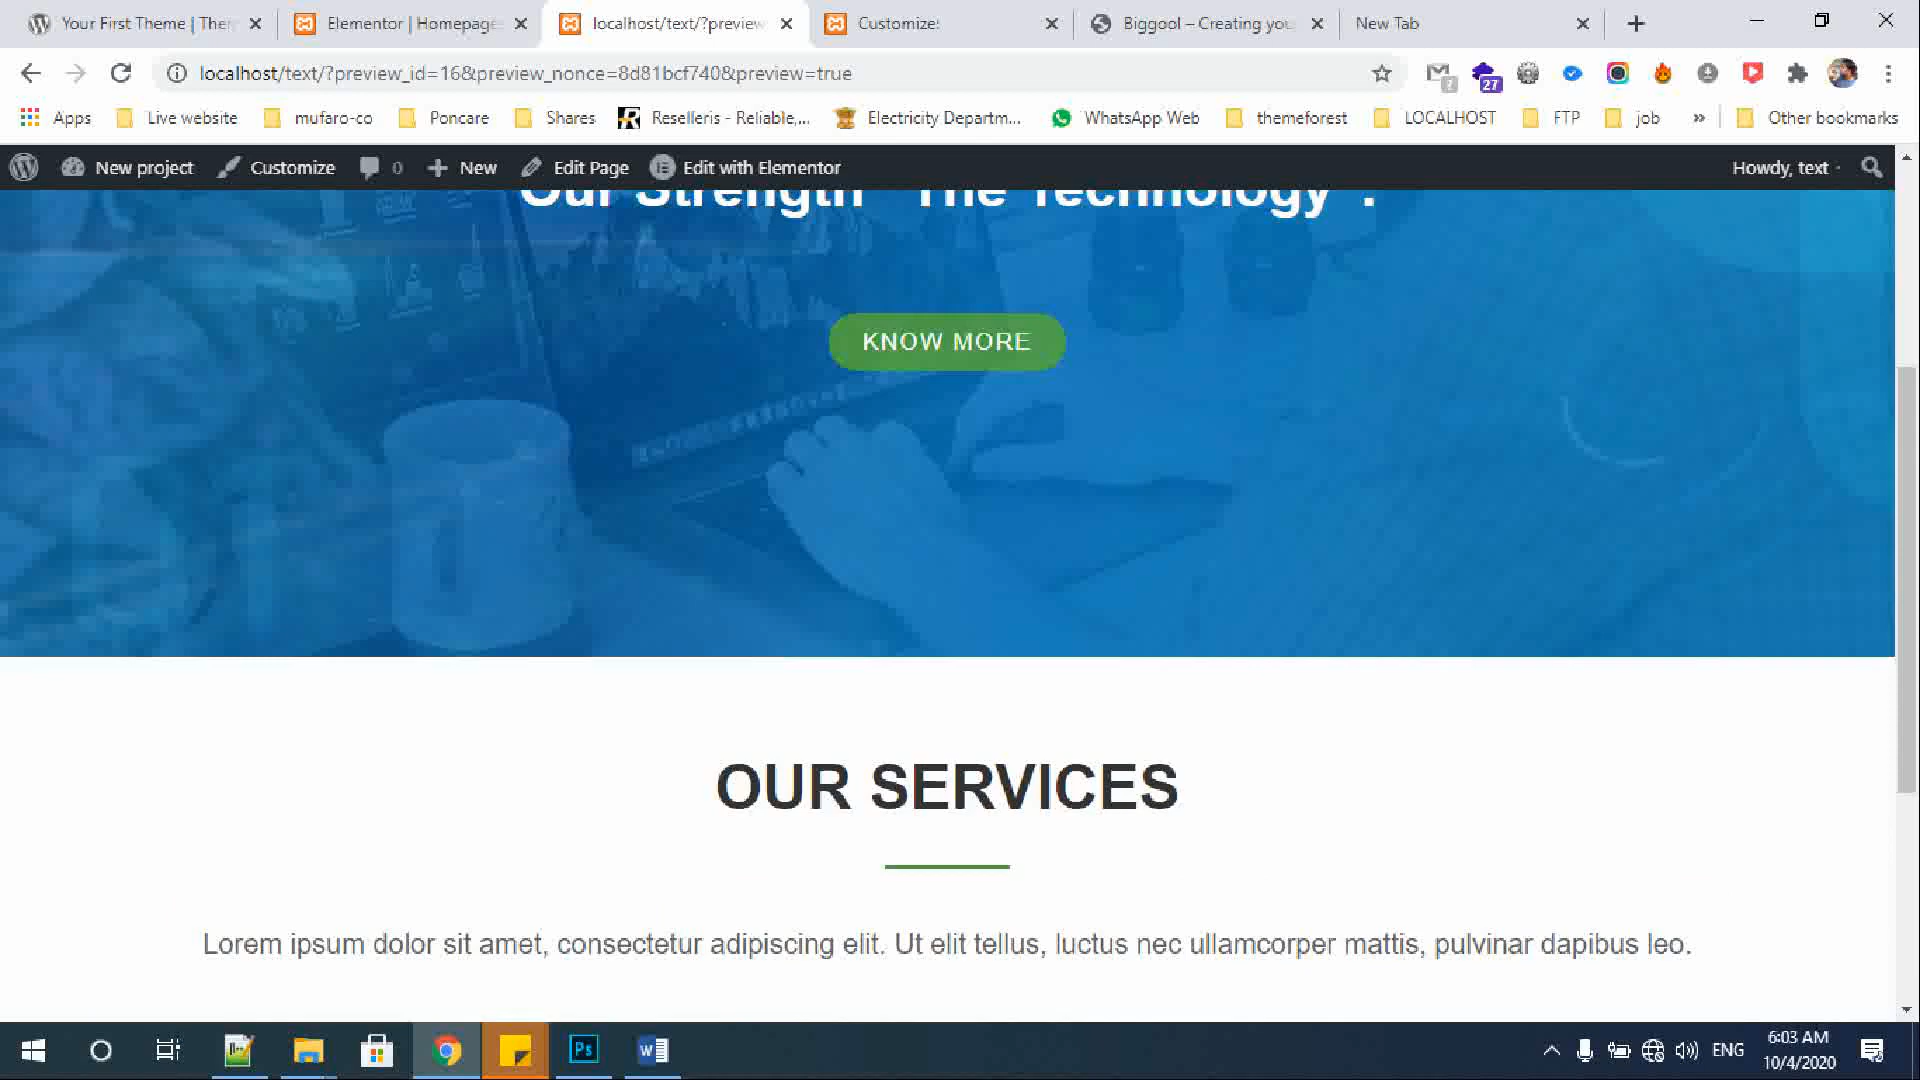 Your First Theme | Ther
Elementor | Homepage
localhost/text/?preview
Customize:
Biggool – Creating you
New Tab
localhost/text/?preview_id=16&preview_nonce=8d81bcf740&preview=true
27
Apps
Live website
mufaro-co
Poncare
Shares
Reselleris - Reliable,...
Electricity Departm...
WhatsApp Web
themeforest
LOCALHOST
FTP
job
»
Other bookmarks
New project
Customize
0
New
Edit Page
Edit with Elementor
Howdy, text
Our Strength "The Technology".
KNOW MORE
OUR SERVICES
Lorem ipsum dolor sit amet, consectetur adipiscing elit. Ut elit tellus, luctus nec ullamcorper mattis, pulvinar dapibus leo.
Ps
W
ENG
6:03 AM
10/4/2020